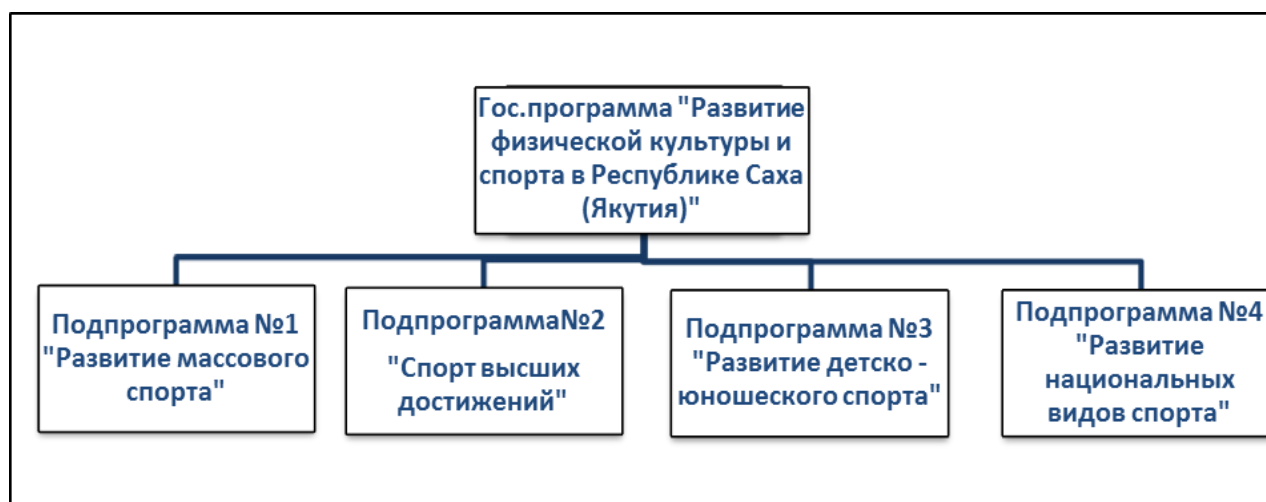 Гос.программа "Развитие
физической культуры и
спорта в Республике Саха
(Якутия)"
Подпрограмма №1
"Развитие массового
спорта"
Подпрограмма№2
"Спорт высших
достижений"
Подпрограмма №3
"Развитие детско -
юношеского спорта"
Подпрограмма №4
"Развитие
национальных
видов спорта"